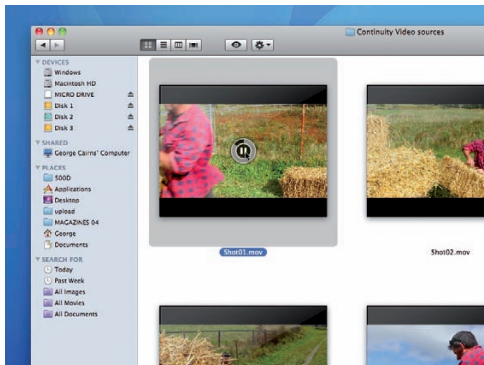 Continuity Video sources
DEVICES
Windows
Macintosh HD
MICRO DRIVE
Disk 1
Disk 2
Disk 3
SHARED
George Cairns' Computer
PLACES
500D
Applications
Desktop
upload
MAGAZINES 04
George
Documents
SEARCH FOR
Today
Past Week
All Images
All Movies
All Documents
Shot01.mov
Shot02.mov